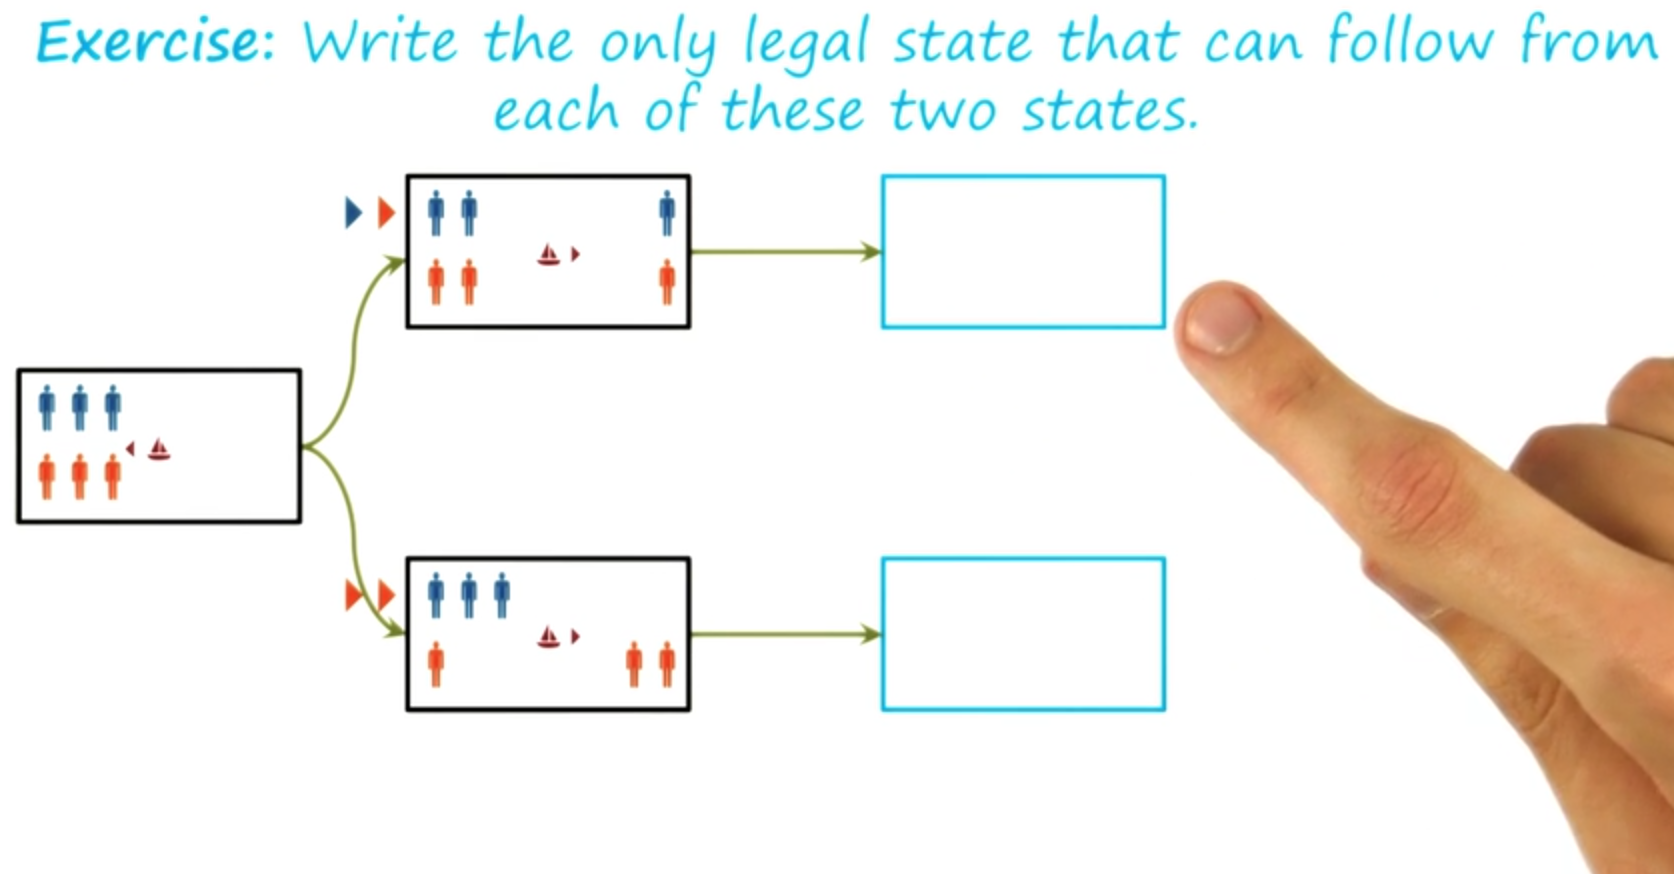 Exercise: Write the only legal state that can follow from
each of these two states.